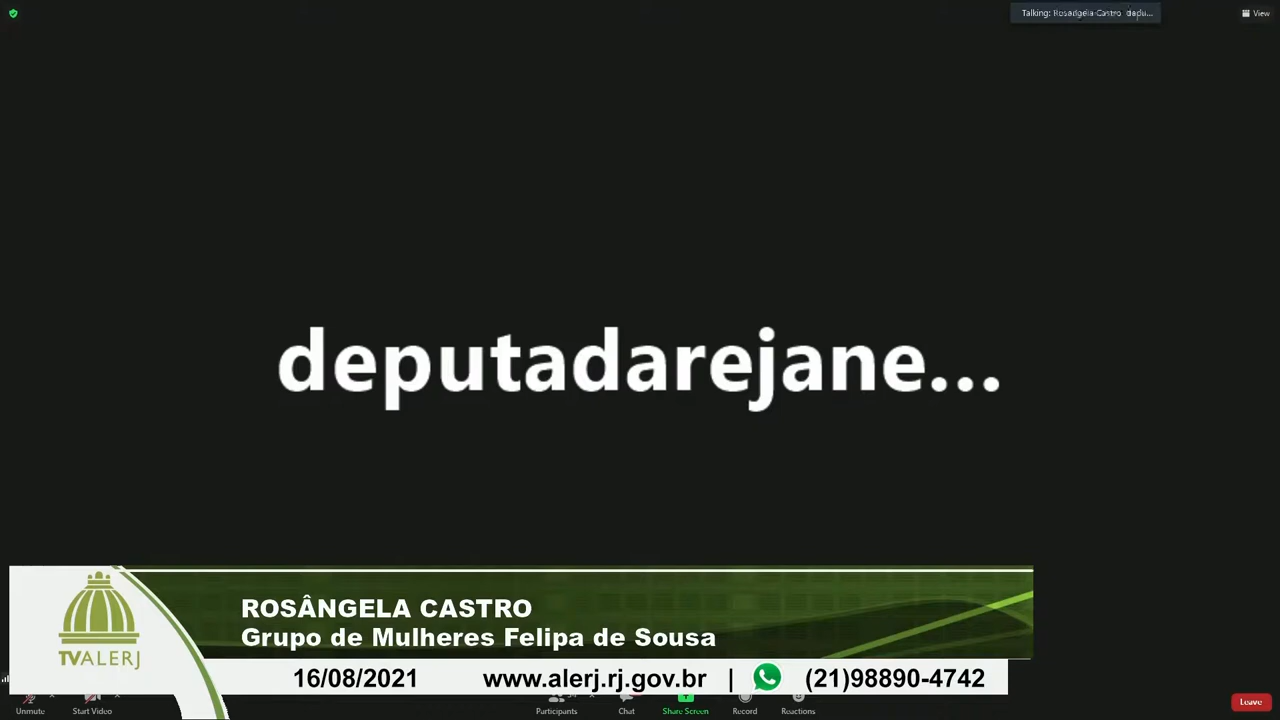 Talking: Rosângela Castro depu...
View
deputadarejane...
ROSÂNGELA CASTRO
Grupo de Mulheres Felipa de Sousa
TVALERJ
16/08/2021 www.alerj.rj.gov.br | (21)98890-4742
Unmute Start Video Participants Chat Share Screen Record Reactions Leave